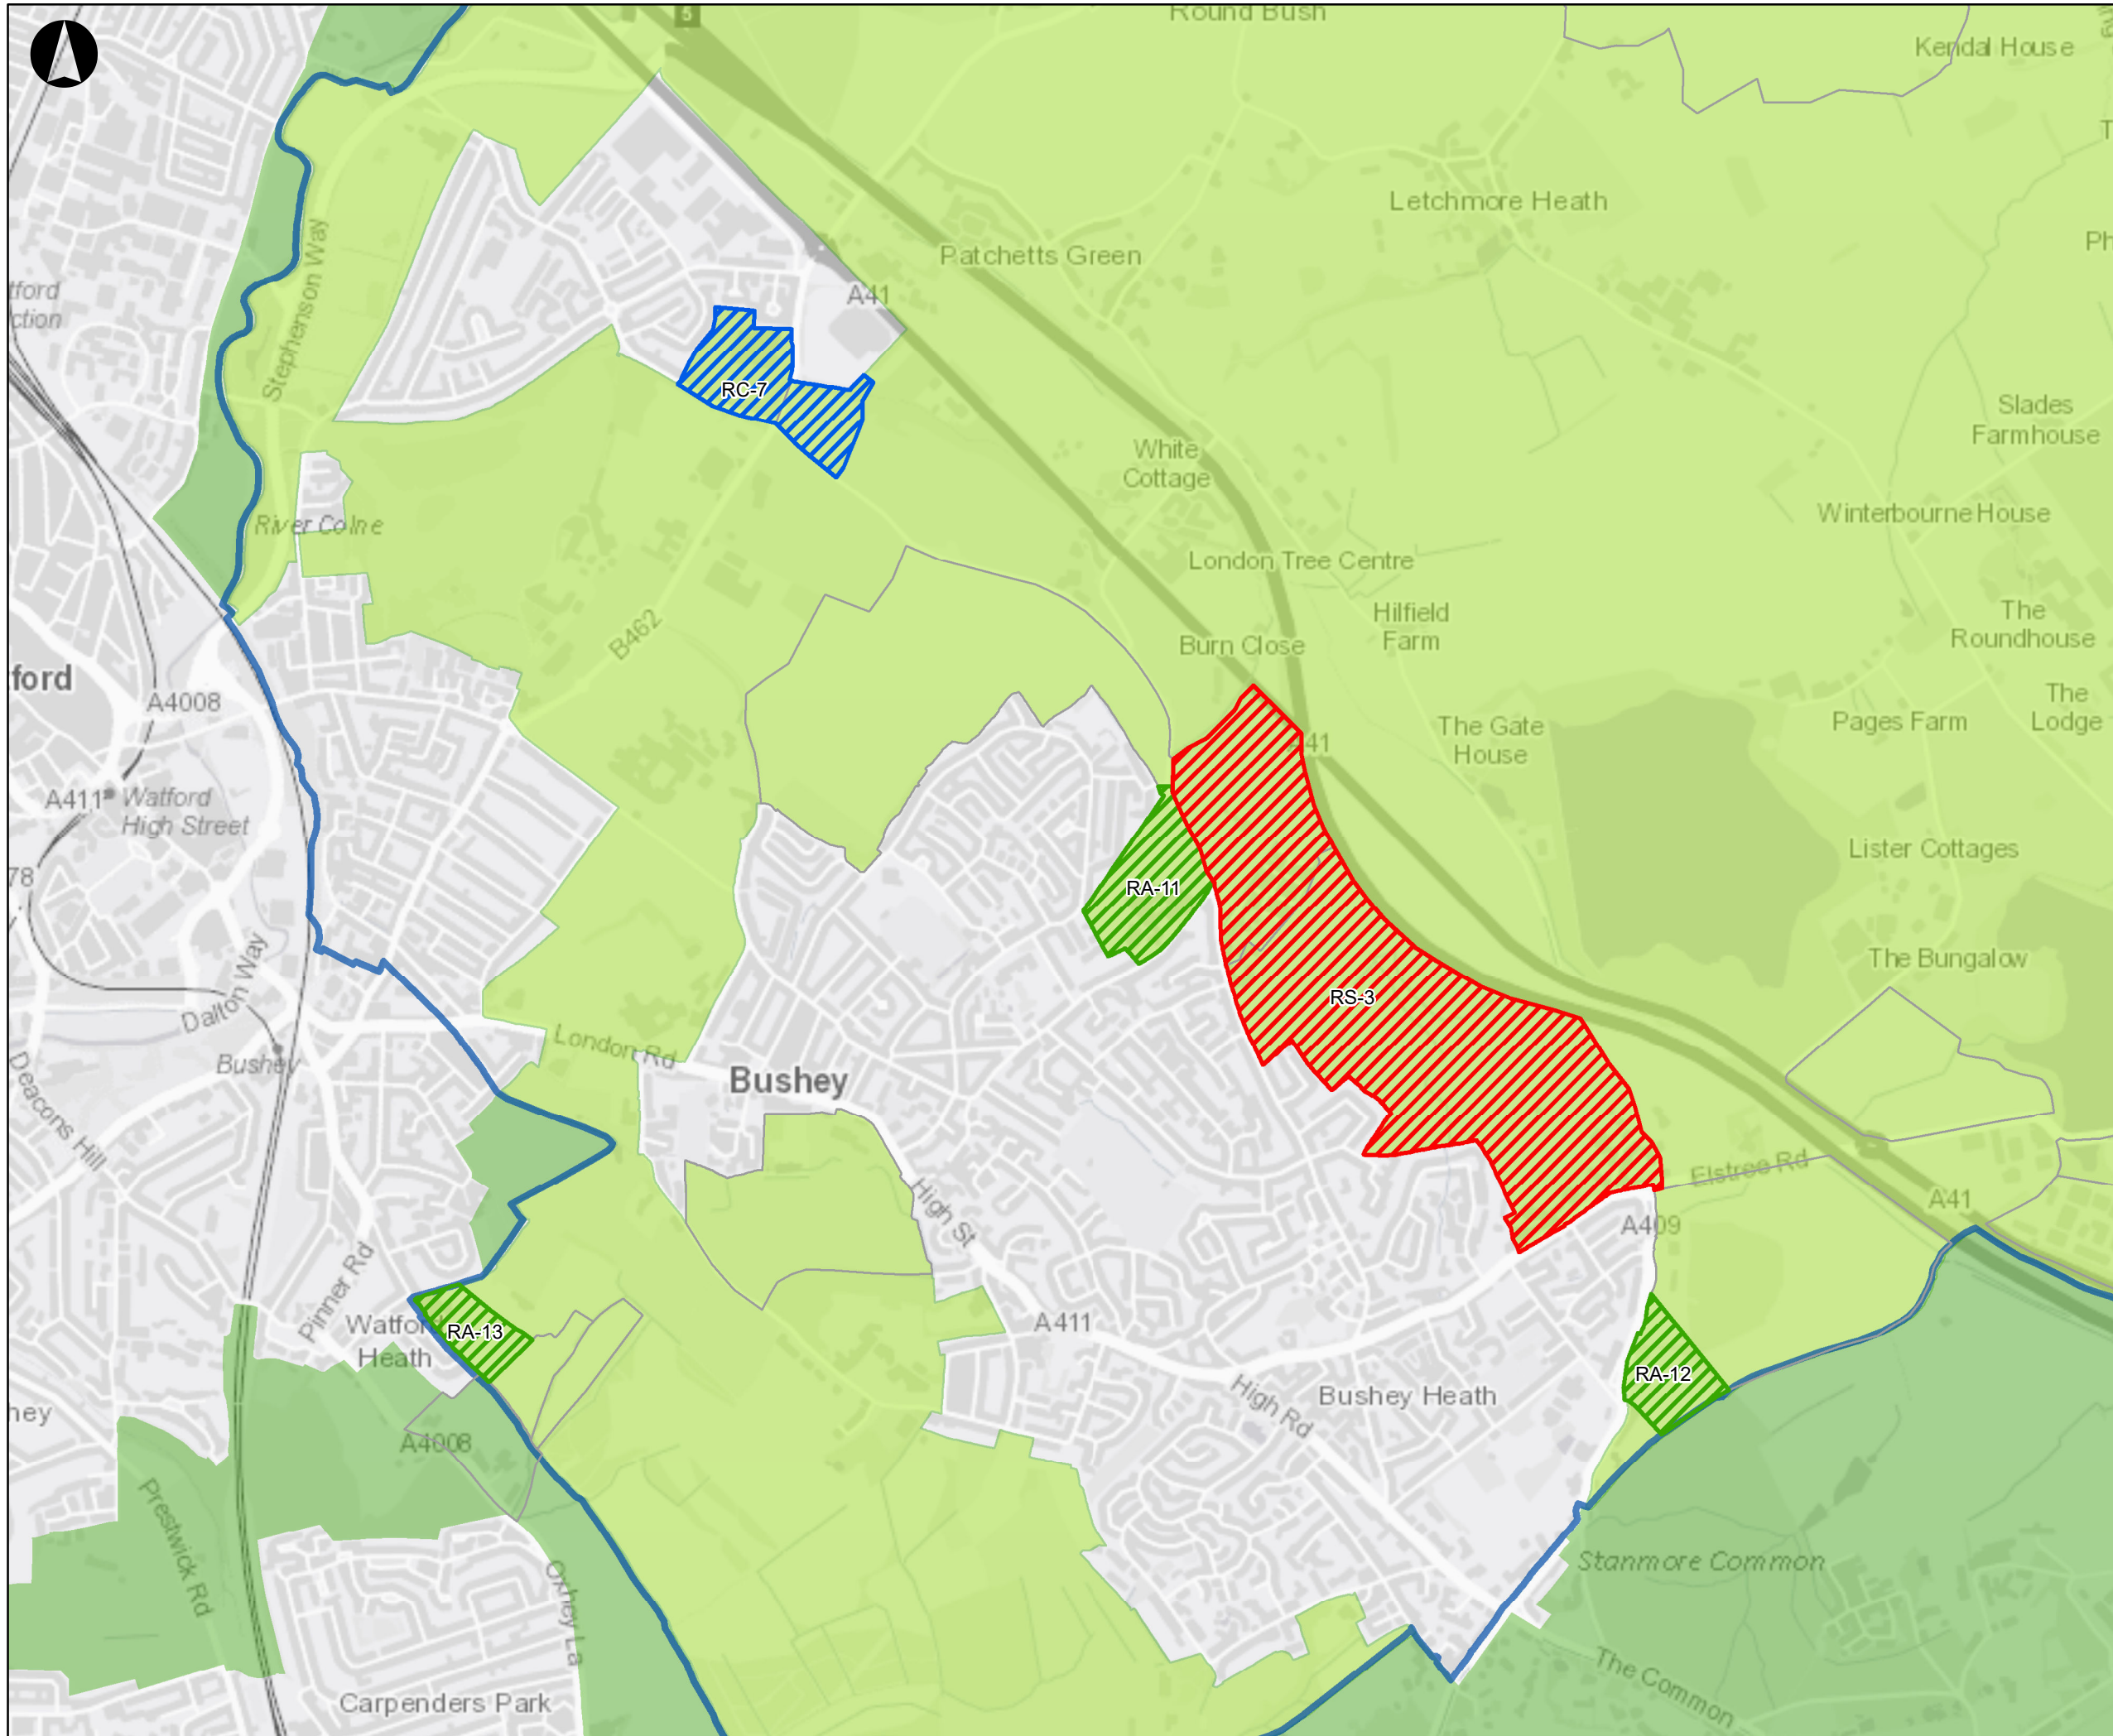 5
Round Bush
Kendal House
Letchmore Heath
Patchetts Green
A41
Stephenson Way
RC-7
Slades
Farmhouse
White
Cottage
Winterbourne House
River Colne
London Tree Centre
Hilfield
Farm
The
Roundhouse
B462
Burn Close
ford
A4008
The Gate
House
Pages Farm
The
Lodge
A41
A411
Watford
High Street
Lister Cottages
78
RA-11
The Bungalow
Dalton Way
RS-3
London Rd
Bushey
Bushey
Deacons Hill
Elstree Rd
A41
High St
A409
Pinner Rd
Watford
Heath
RA-13
A411
RA-12
High Rd
Bushey Heath
hey
A4008
Prestwick Rd
Stanmore Common
Oxhey La
The Common
Carpenders Park